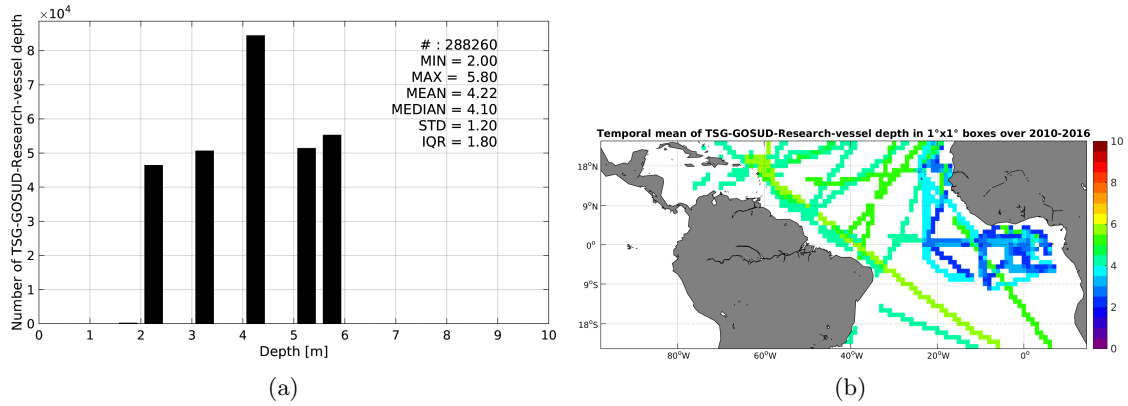 ×10⁴
Number of TSG-GOSUD-Research-vessel depth
8
7
6
5
4
3
2
1
0
# : 288260
MIN = 2.00
MAX = 5.80
MEAN = 4.22
MEDIAN = 4.10
STD = 1.20
IQR = 1.80
0 1 2 3 4 5 6 7 8 9 10
Depth [m]
(a)
Temporal mean of TSG-GOSUD-Research-vessel depth in 1°x1° boxes over 2010-2016
18°N
9°N
0°
9°S
18°S
80°W 60°W 40°W 20°W 0°
10
8
6
4
2
0
(b)